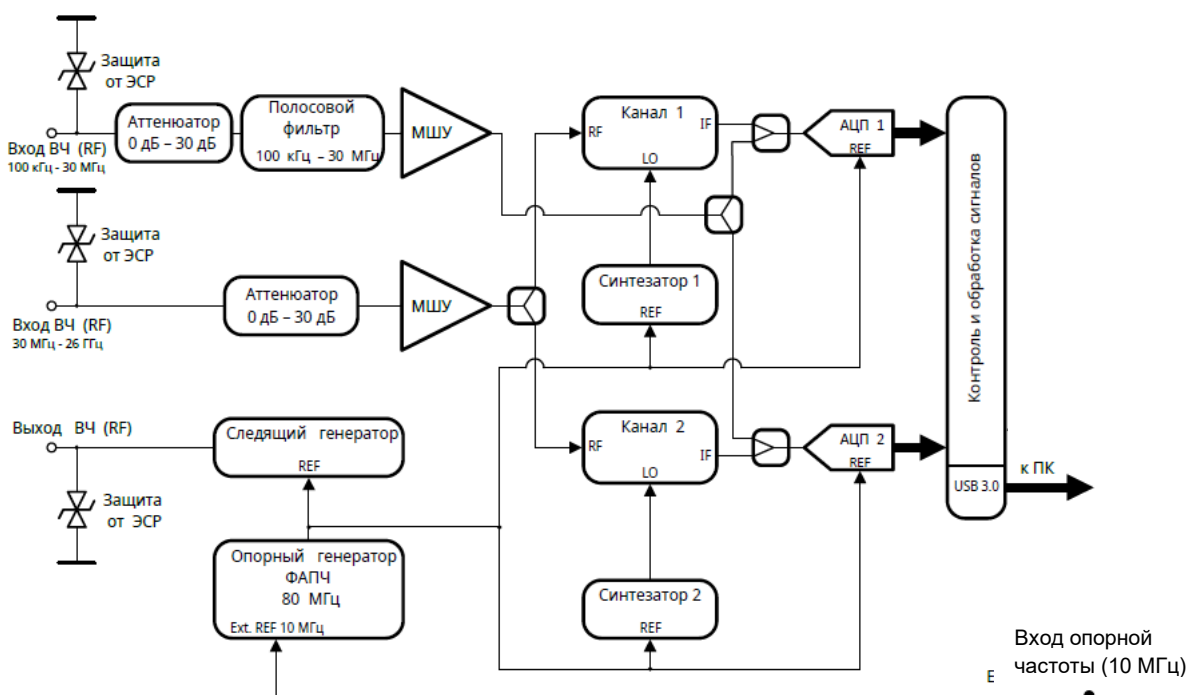 Защита
от ЭСР
Аттенюатор
0 дБ – 30 дБ
Полосовой
фильтр
100 кГц – 30 МГц
МШУ
Канал 1
RF
IF
LO
АЦП 1
REF
Вход ВЧ (RF)
100 кГц - 30 МГц
Защита
от ЭСР
Аттенюатор
0 дБ – 30 дБ
МШУ
Синтезатор 1
REF
Контроль и обработка сигналов
Вход ВЧ (RF)
30 МГц - 26 ГГц
Выход ВЧ (RF)
Следящий генератор
REF
Канал 2
RF
IF
LO
АЦП 2
REF
USB 3.0
к ПК
Защита
от ЭСР
Опорный генератор
ФАПЧ
80 МГц
Ext. REF 10 МГц
Синтезатор 2
REF
Вход опорной
частоты (10 МГц)